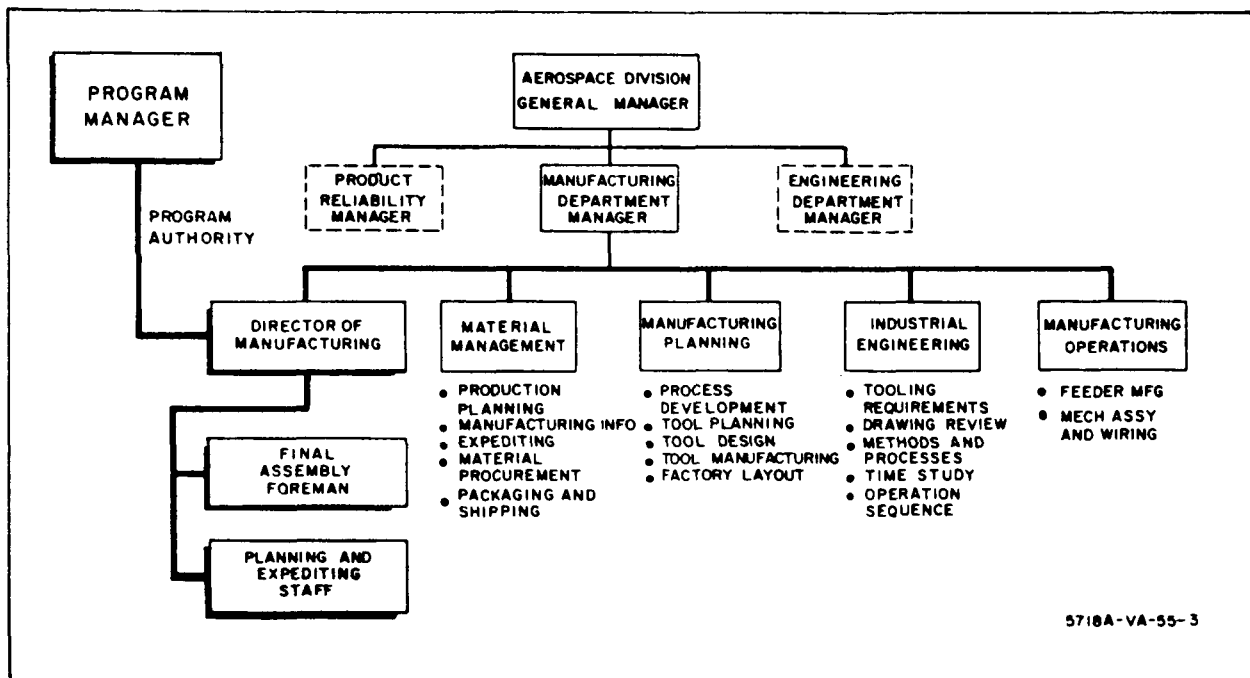 PROGRAM
MANAGER
AEROSPACE DIVISION
GENERAL MANAGER
PRODUCT
RELIABILITY
MANAGER
MANUFACTURING
DEPARTMENT
MANAGER
ENGINEERING
DEPARTMENT
MANAGER
PROGRAM
AUTHORITY
DIRECTOR OF
MANUFACTURING
MATERIAL
MANAGEMENT
MANUFACTURING
PLANNING
INDUSTRIAL
ENGINEERING
MANUFACTURING
OPERATIONS
• PRODUCTION
PLANNING
• MANUFACTURING INFO
• EXPEDITING
• MATERIAL
PROCUREMENT
• PACKAGING AND
SHIPPING
• PROCESS
DEVELOPMENT
• TOOL PLANNING
• TOOL DESIGN
• TOOL MANUFACTURING
• FACTORY LAYOUT
• TOOLING
REQUIREMENTS
• DRAWING REVIEW
• METHODS AND
PROCESSES
• TIME STUDY
• OPERATION
SEQUENCE
• FEEDER MFG
• MECH ASSY
AND WIRING
FINAL
ASSEMBLY
FOREMAN
PLANNING AND
EXPEDITING
STAFF
5718A-VA-55-3